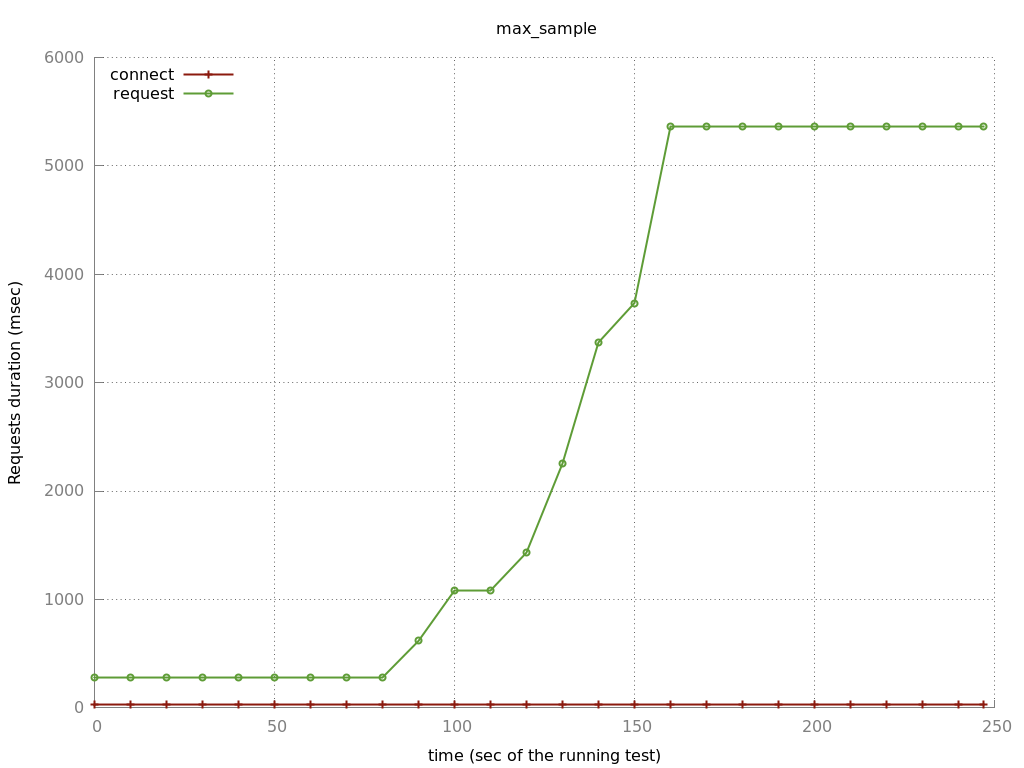 max_sample
6000
connect
request
5000
4000
3000
2000
1000
0
Requests duration (msec)
0 50 100 150 200 250
time (sec of the running test)